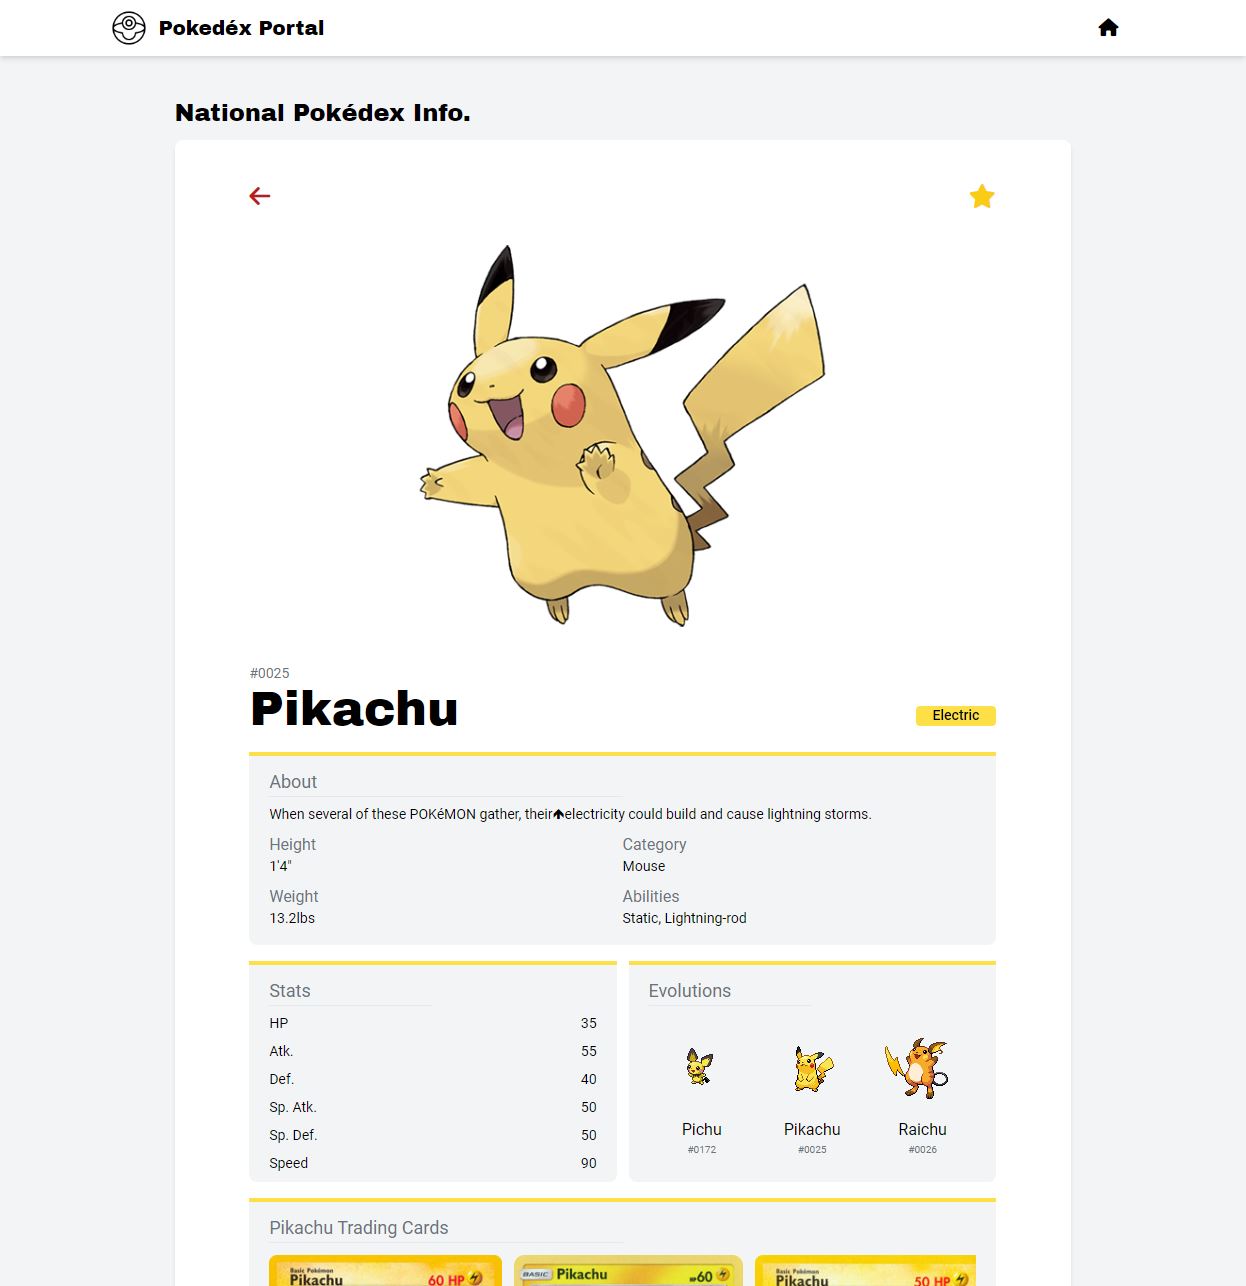 Pokedéx Portal
National Pokédex Info.
#0025
Pikachu
Electric
About
When several of these POKéMON gather, their↑electricity could build and cause lightning storms.
Height
Category
1'4"
Mouse
Weight
Abilities
13.2lbs
Static, Lightning-rod
Stats
HP 35
Atk. 55
Def. 40
Sp. Atk. 50
Sp. Def. 50
Speed 90
Evolutions
Pichu Pikachu Raichu
#0172 #0025 #0026
Pikachu Trading Cards
Basic Pokémon
Pikachu 60 HP
BASIC Pikachu HP60
Basic Pokémon
Pikachu 50 HP